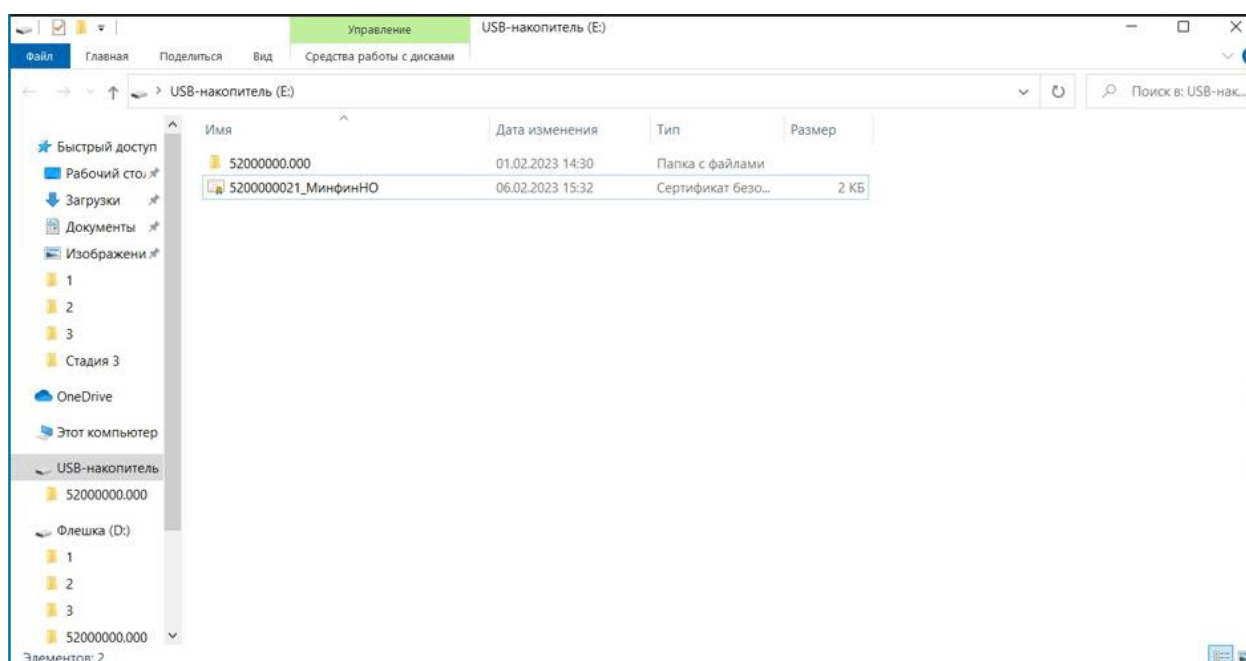 Управление USB-накопитель (E:)
Файл Главная Поделиться Вид Средства работы с дисками
USB-накопитель (E:) Поиск в: USB-нак...
Имя Дата изменения Тип Размер
52000000.000 01.02.2023 14:30 Папка с файлами
5200000021_МинфинНО 06.02.2023 15:32 Сертификат безо... 2 КБ
Быстрый доступ
Рабочий сто
Загрузки
Документы
Изображени
1
2
3
Стадия 3
OneDrive
Этот компьютер
USB-накопитель
52000000.000
Флешка (D:)
1
2
3
52000000.000
Элементов: 2